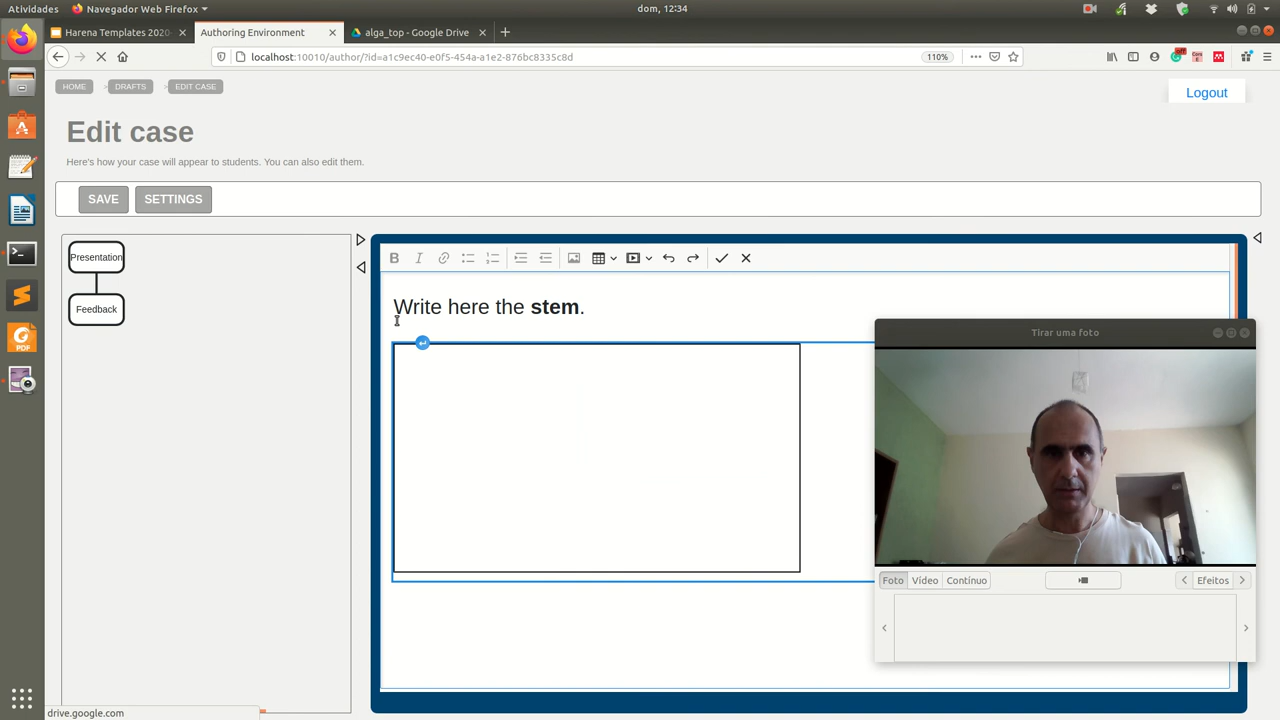 Atividades
Navegador Web Firefox
dom, 12:34
Harena Templates 2020-
Authoring Environment
alga_top - Google Drive
localhost:10010/author/?id=a1c9ec40-e0f5-454a-a1e2-876bc8335c8d
110%
HOME
DRAFTS
EDIT CASE
Logout
Edit case
Here's how your case will appear to students. You can also edit them.
SAVE
SETTINGS
Presentation
Feedback
Write here the stem.
Tirar uma foto
Foto
Vídeo
Contínuo
Efeitos
PDF
drive.google.com